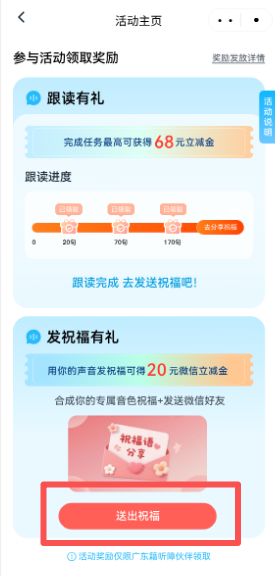 活动主页
参与活动领取奖励
奖励发放详情
跟读有礼
活动说明
完成任务最高可获得68元立减金
跟读进度
已领取 已领取 已领取
去分享祝福
0 20句 70句 170句
跟读完成 去发送祝福吧!
发祝福有礼
用你的声音发祝福可得20元微信立减金
合成你的专属音色祝福+发送微信好友
祝福语
分享
送出祝福
活动奖励仅限广东籍听障伙伴领取